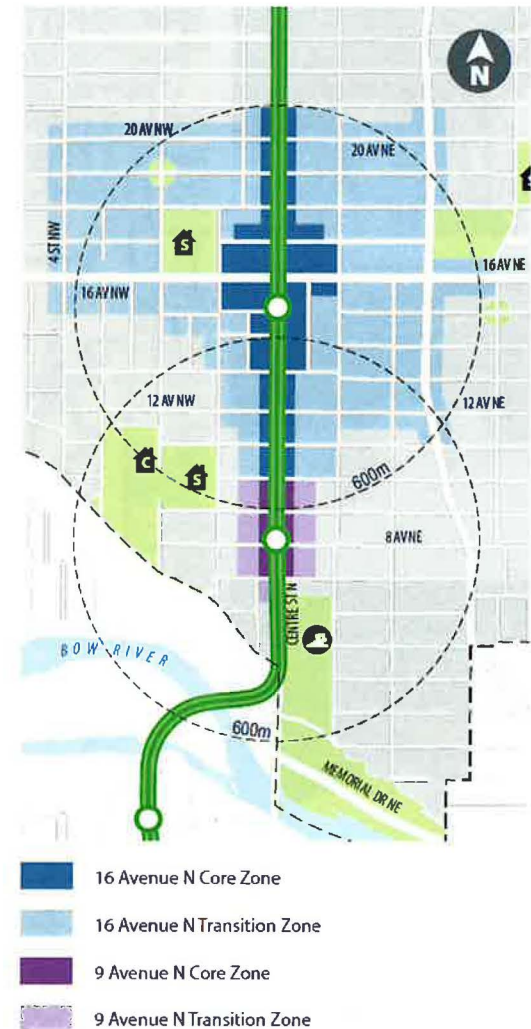 N
20 AV NW
20 AV NE
4 ST NW
S
16 AV NE
16 AV NW
12 AV NW
12 AV NE
600m
C
S
8 AV NE
CENTRE ST N
BOW RIVER
600m
MEMORIAL DR NE
16 Avenue N Core Zone
16 Avenue N Transition Zone
9 Avenue N Core Zone
9 Avenue N Transition Zone